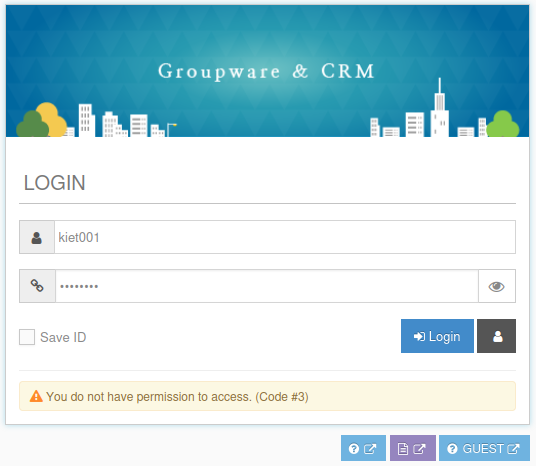 Groupware & CRM
LOGIN
kiet001
••••••••
Save ID
Login
You do not have permission to access. (Code #3)
GUEST